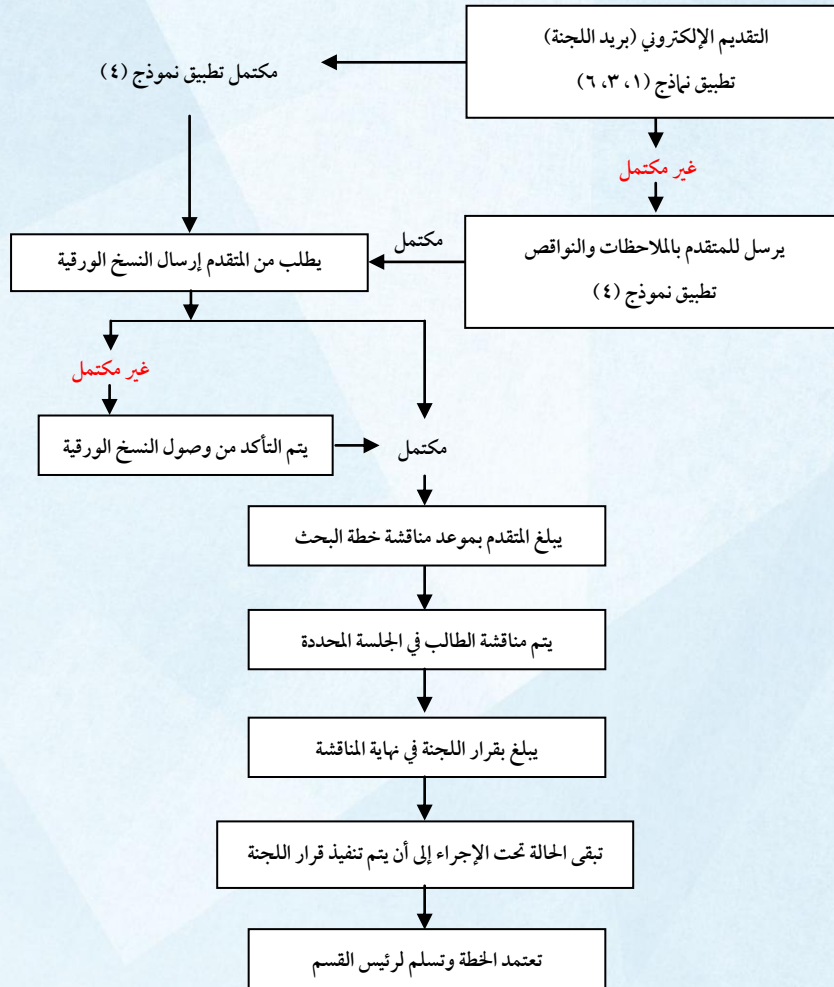 التقديم الإلكتروني (بريد اللجنة)
تطبيق نماذج (١، ٣، ٦)
مكتمل تطبيق نموذج (٤)
غير مكتمل
يرسل للمتقدم بالملاحظات والنواقص
تطبيق نموذج (٤)
مكتمل
يطلب من المتقدم إرسال النسخ الورقية
غير مكتمل
يتم التأكد من وصول النسخ الورقية
مكتمل
يبلغ المتقدم بموعد مناقشة خطة البحث
يتم مناقشة الطالب في الجلسة المحددة
يبلغ بقرار اللجنة في نهاية المناقشة
تبقى الحالة تحت الإجراء إلى أن يتم تنفيذ قرار اللجنة
تعتمد الخطة وتسلم لرئيس القسم